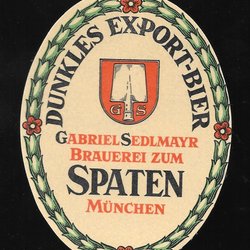 DUNKLES EXPORT-BIER
G S
GABRIEL SEDLMAYR
BRAUEREI ZUM
SPATEN
MÜNCHEN